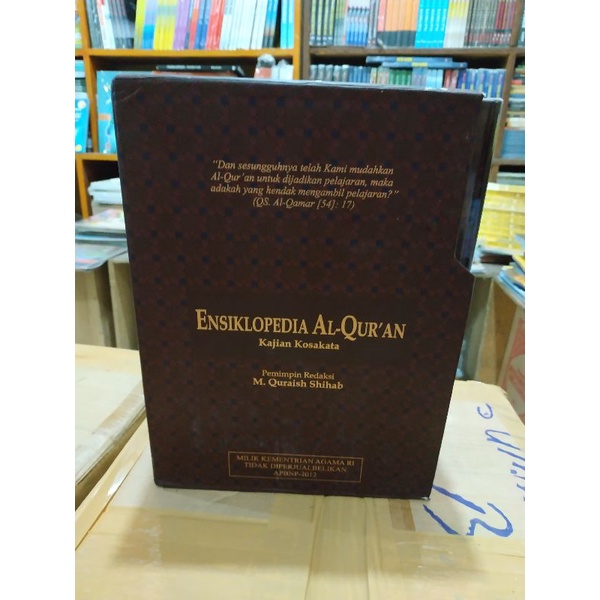 "Dan sesungguhnya telah Kami mudahkan
Al-Qur'an untuk dijadikan pelajaran, maka
adakah yang hendak mengambil pelajaran?"
(QS. Al-Qamar [54]: 17)
ENSIKLOPEDIA AL-QUR'AN
Kajian Kosakata
Pemimpin Redaksi
M. Quraish Shihab
MILIK KEMENTRIAN AGAMA RI
TIDAK DIPERJUALBELIKAN
APBNP-2012